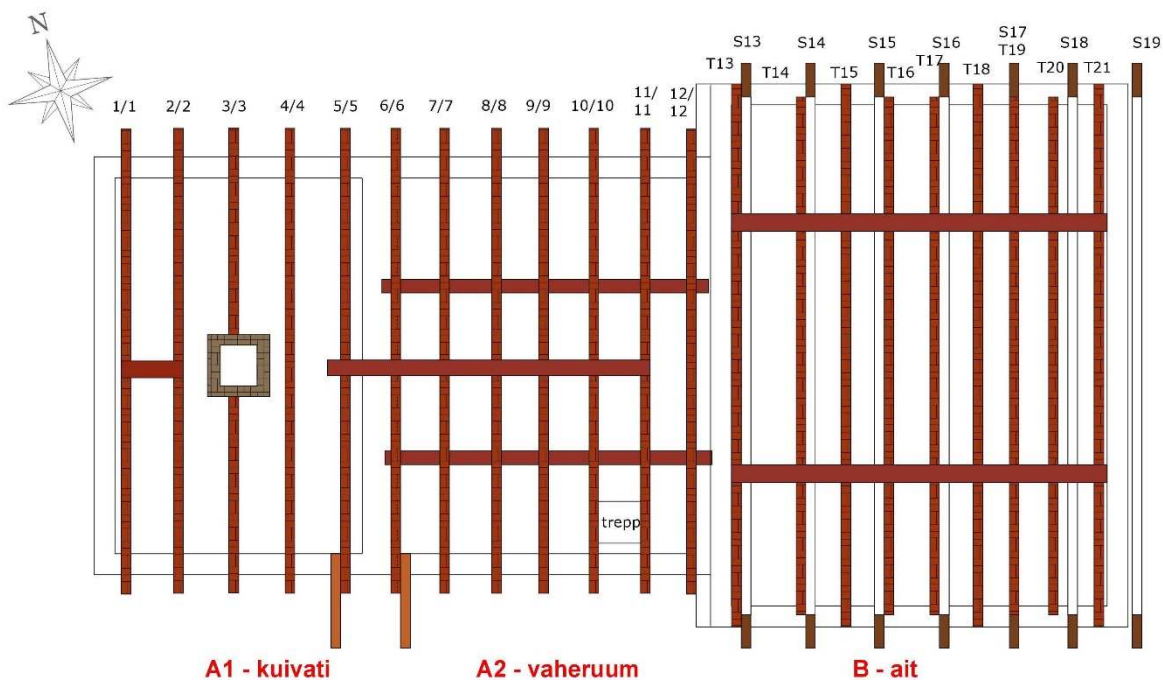 N
1/1 2/2 3/3 4/4 5/5 6/6 7/7 8/8 9/9 10/10 11/
11 12/
12
S13 S14 S15 S16 S17 S18 S19
T13 T14 T15 T16 T17 T18 T19 T20 T21
trepp
A1 - kuivati A2 - vaheruum B - ait